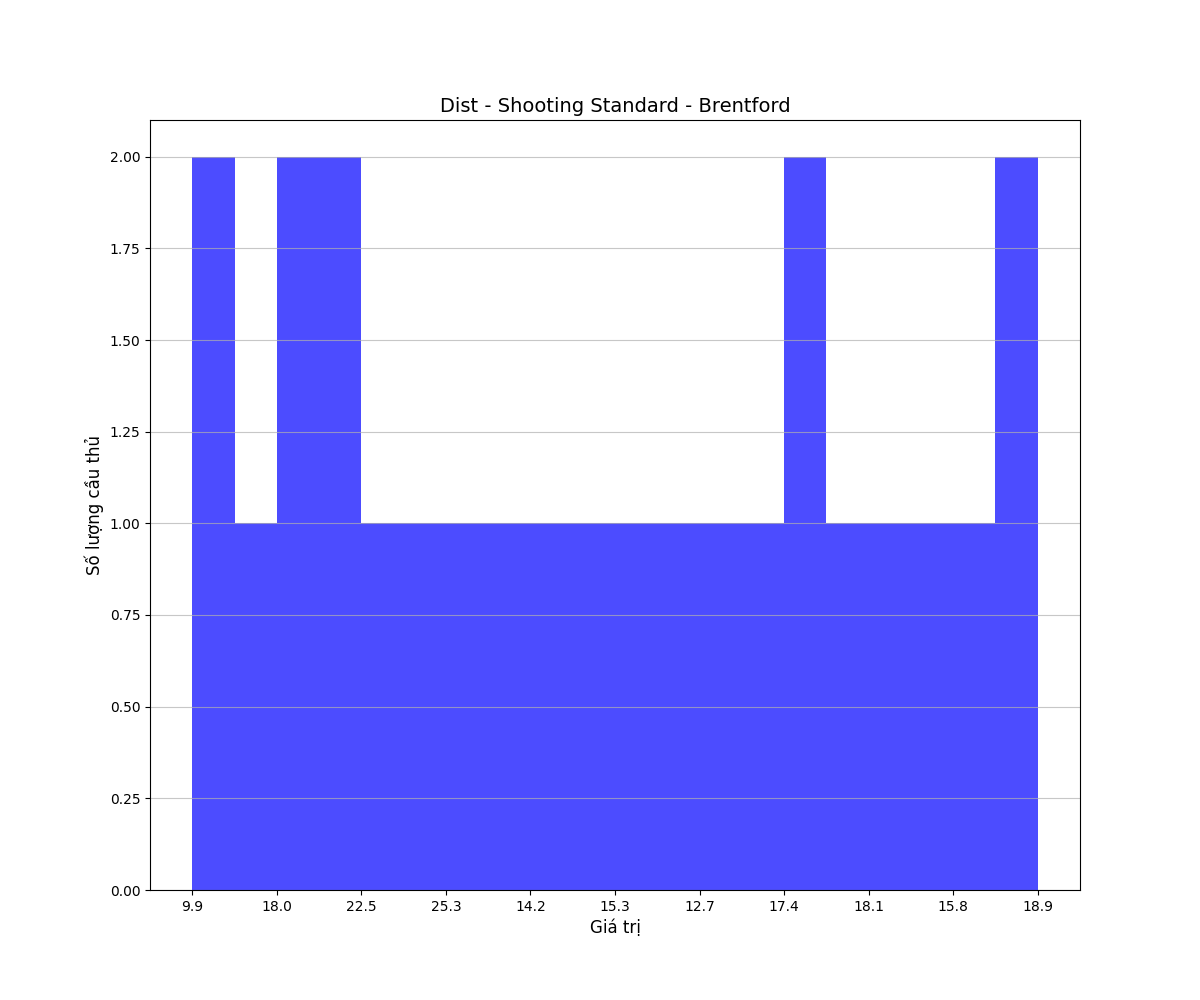 Dist - Shooting Standard - Brentford
Số lượng cầu thủ
2.00
1.75
1.50
1.25
1.00
0.75
0.50
0.25
0.00
9.9 18.0 22.5 25.3 14.2 15.3 12.7 17.4 18.1 15.8 18.9
Giá trị